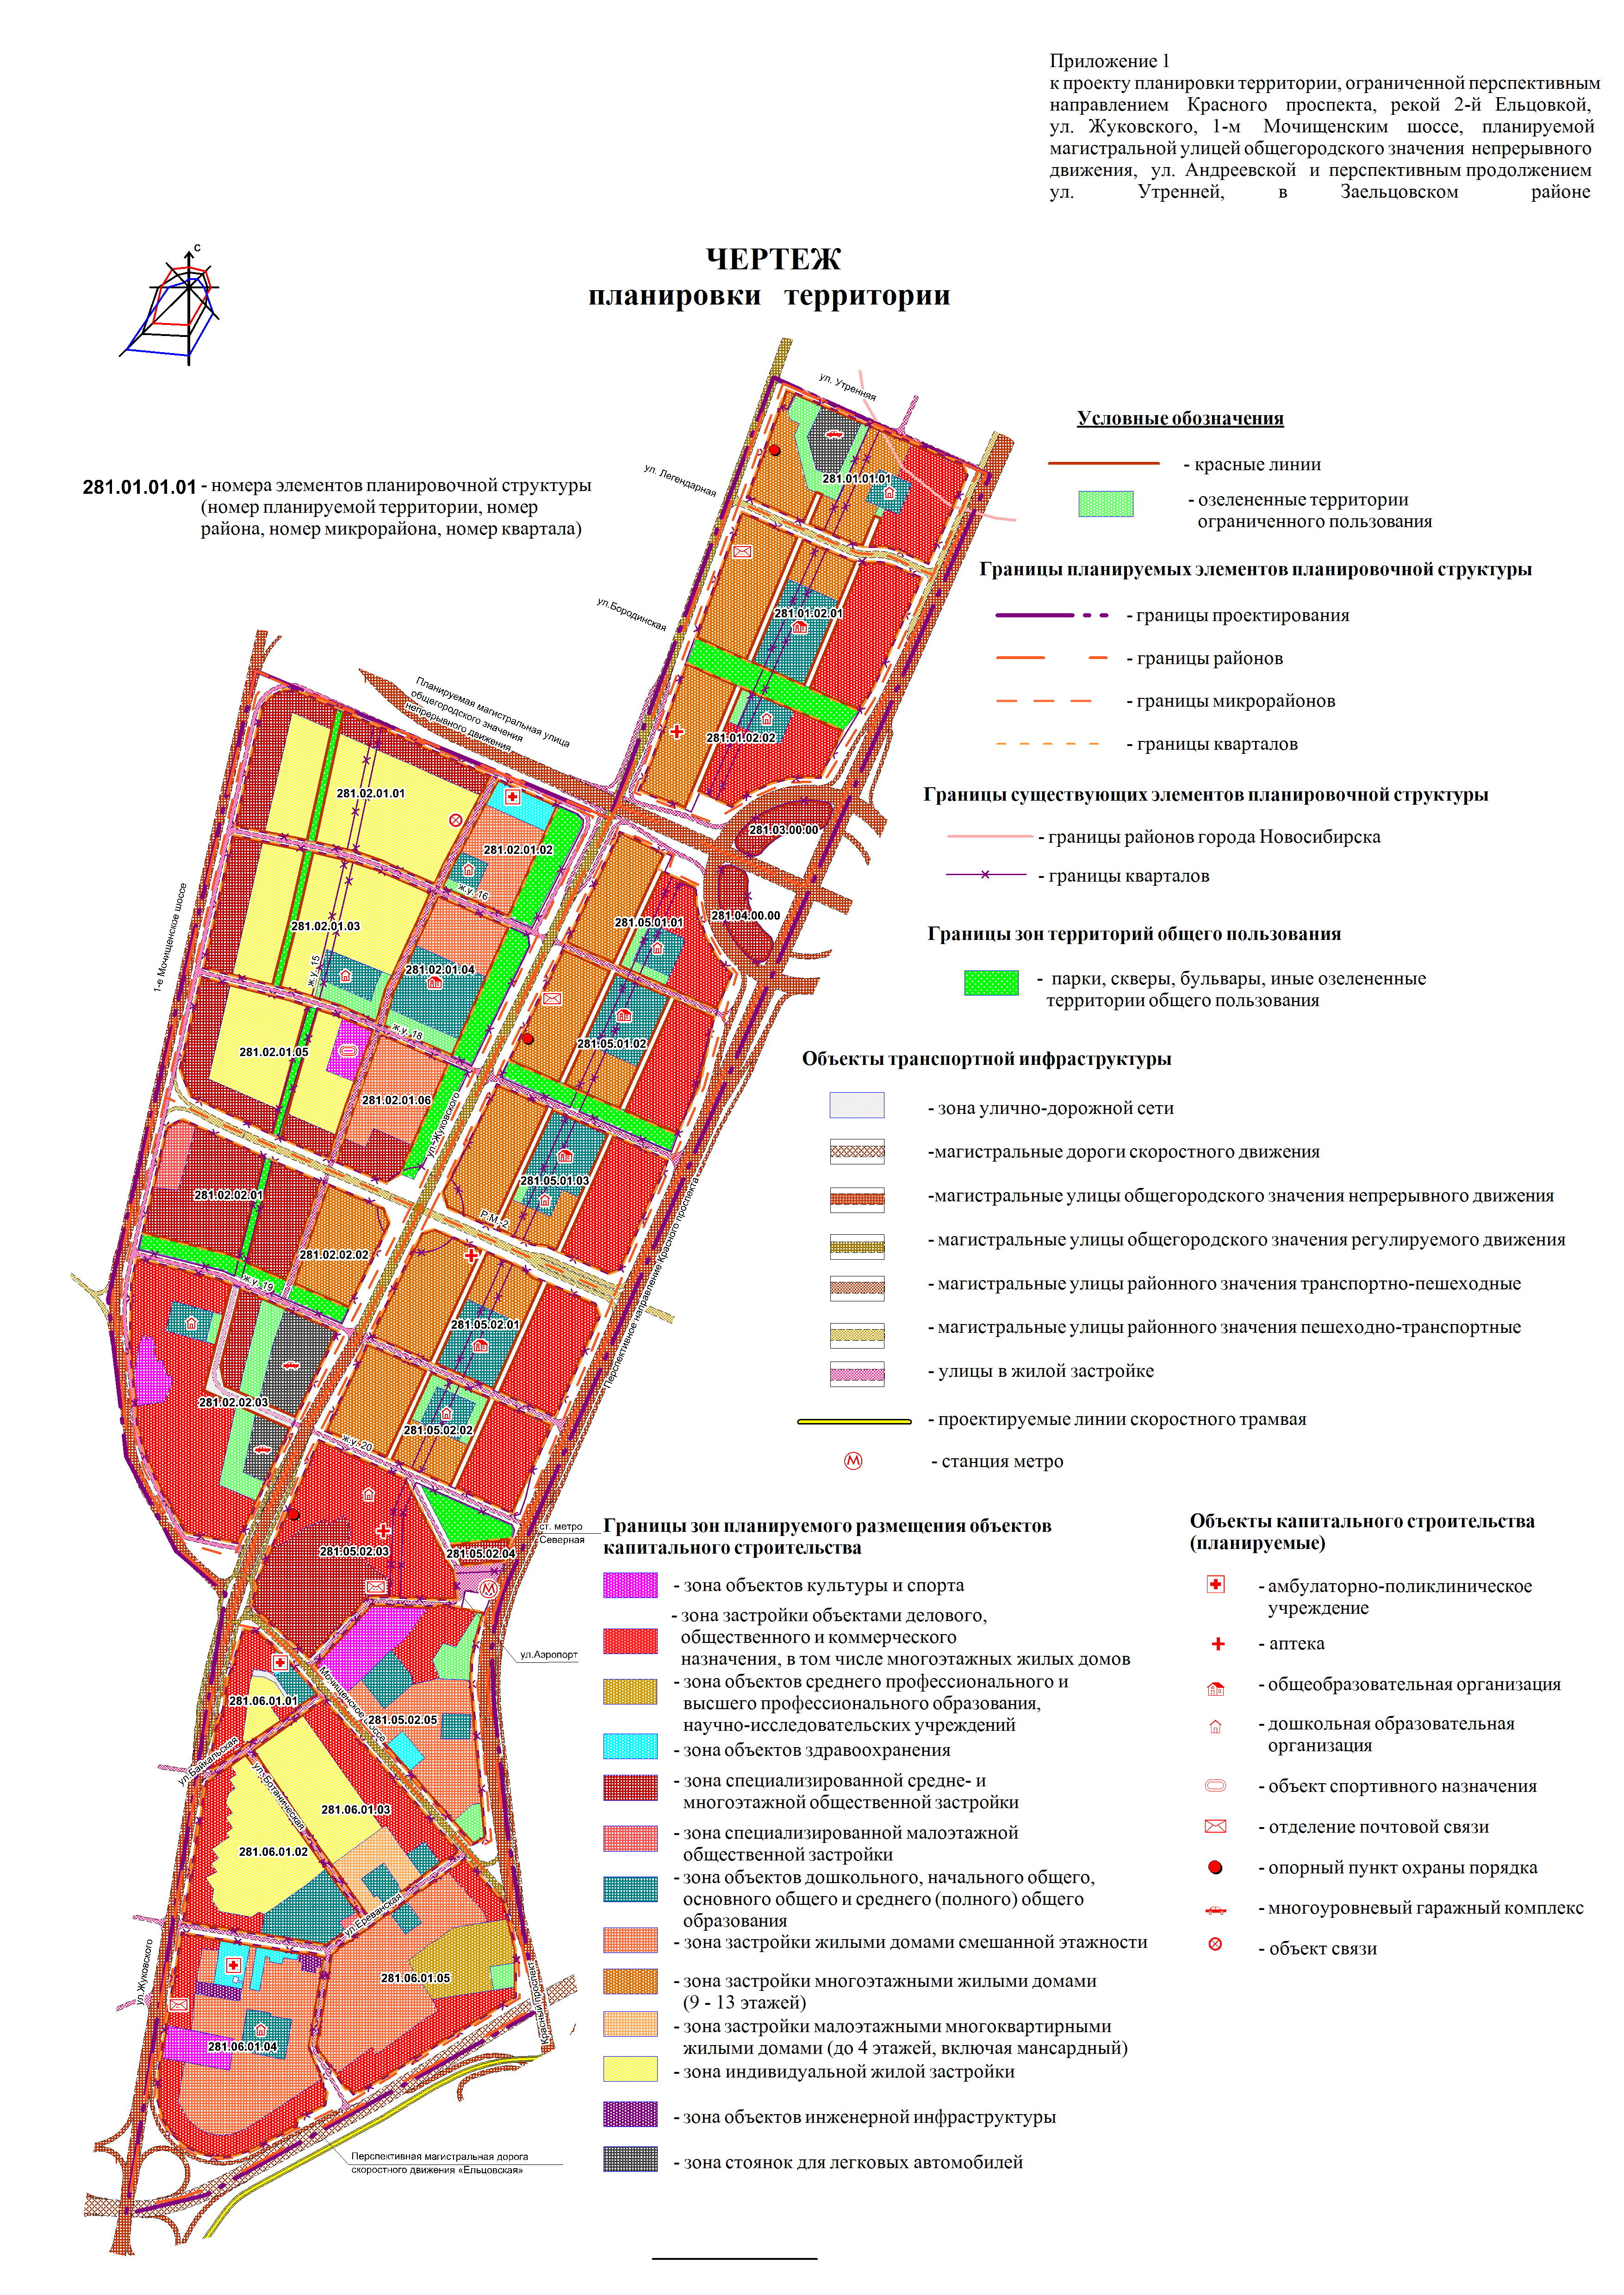 Приложение 1
к проекту планировки территории, ограниченной перспективным
направлением Красного проспекта, рекой 2-й Ельцовкой,
ул. Жуковского, 1-м Мочищенским шоссе, планируемой
магистральной улицей общегородского значения непрерывного
движения, ул. Андреевской и перспективным продолжением
ул. Утренней, в Заельцовском районе
ЧЕРТЕЖ
планировки территории
С
281.01.01.01 - номера элементов планировочной структуры
(номер планируемой территории, номер
района, номер микрорайона, номер квартала)
Условные обозначения
- красные линии
- озелененные территории
ограниченного пользования
Границы планируемых элементов планировочной структуры
- границы проектирования
- границы районов
- границы микрорайонов
- границы кварталов
Границы существующих элементов планировочной структуры
- границы районов города Новосибирска
- границы кварталов
Границы зон территорий общего пользования
- парки, скверы, бульвары, иные озелененные
территории общего пользования
Объекты транспортной инфраструктуры
- зона улично-дорожной сети
-магистральные дороги скоростного движения
-магистральные улицы общегородского значения непрерывного движения
- магистральные улицы общегородского значения регулируемого движения
- магистральные улицы районного значения транспортно-пешеходные
- магистральные улицы районного значения пешеходно-транспортные
- улицы в жилой застройке
- проектируемые линии скоростного трамвая
М
- станция метро
Границы зон планируемого размещения объектов
капитального строительства
- зона объектов культуры и спорта
- зона застройки объектами делового,
общественного и коммерческого
назначения, в том числе многоэтажных жилых домов
- зона объектов среднего профессионального и
высшего профессионального образования,
научно-исследовательских учреждений
- зона объектов здравоохранения
- зона специализированной средне- и
многоэтажной общественной застройки
- зона специализированной малоэтажной
общественной застройки
- зона объектов дошкольного, начального общего,
основного общего и среднего (полного) общего
образования
- зона застройки жилыми домами смешанной этажности
- зона застройки многоэтажными жилыми домами
(9 - 13 этажей)
- зона застройки малоэтажными многоквартирными
жилыми домами (до 4 этажей, включая мансардный)
- зона индивидуальной жилой застройки
- зона объектов инженерной инфраструктуры
- зона стоянок для легковых автомобилей
Объекты капитального строительства
(планируемые)
- амбулаторно-поликлиническое
учреждение
- аптека
- общеобразовательная организация
- дошкольная образовательная
организация
- объект спортивного назначения
- отделение почтовой связи
- опорный пункт охраны порядка
- многоуровневый гаражный комплекс
- объект связи
ул. Утренняя
ул. Легендарная
281.01.01.01
ул.Бородинская
281.01.02.01
281.01.02.02
Планируемая магистральная улица
общегородского значения
непрерывного движения
281.02.01.01
281.03.00.00
281.02.01.02
ж.у. 16
281.04.00.00
281.05.01.01
281.02.01.03
1-е Мочищенское шоссе
ж.у. 15
281.02.01.04
ж.у. 18
281.05.01.02
281.02.01.05
281.02.01.06
ул. Жуковского
281.05.01.03
281.02.02.01
Р.М.-2
281.02.02.02
Перспективное направление Красного проспекта
ж.у. 19
281.05.02.01
281.02.02.03
281.05.02.02
ж.у. 20
ст. метро
Северная
281.05.02.03
281.05.02.04
М
ул.Аэропорт
281.06.01.01
Мочищенское шоссе
281.05.02.05
ул.Байкальская
ул. Ботаническая
281.06.01.03
281.06.01.02
ул.Ереванская
ул.Жуковского
281.06.01.05
Красный проспект
281.06.01.04
Перспективная магистральная дорога
скоростного движения «Ельцовская»